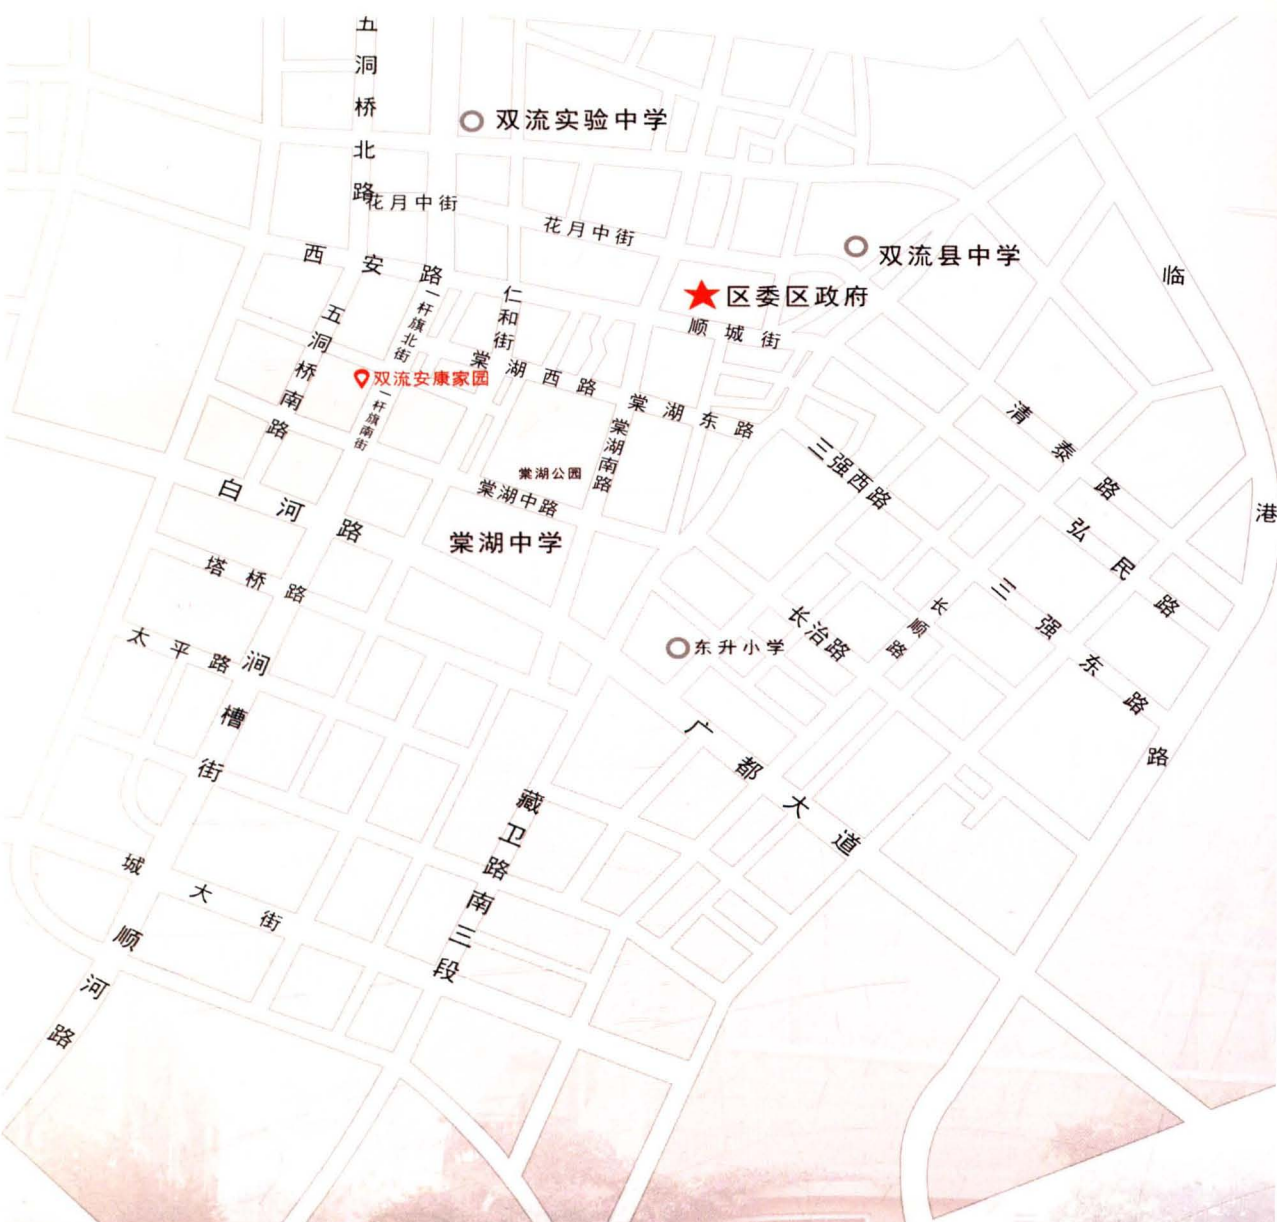 五洞桥北路
双流实验中学
花月中街
花月中街
双流县中学
西安路
临港路
区委区政府
仁和街
一杆旗北街
五洞桥南路
顺城街
棠湖西路
双流安康家园
一杆旗南街
棠湖东路
棠湖南路
清泰路
三强西路
棠湖公园
白河路
棠湖中路
弘民路
棠湖中学
塔桥路
三强东路
长顺路
长治路
太平路
东升小学
涧槽街
广都大道
藏卫路南三段
城大街
顺河路